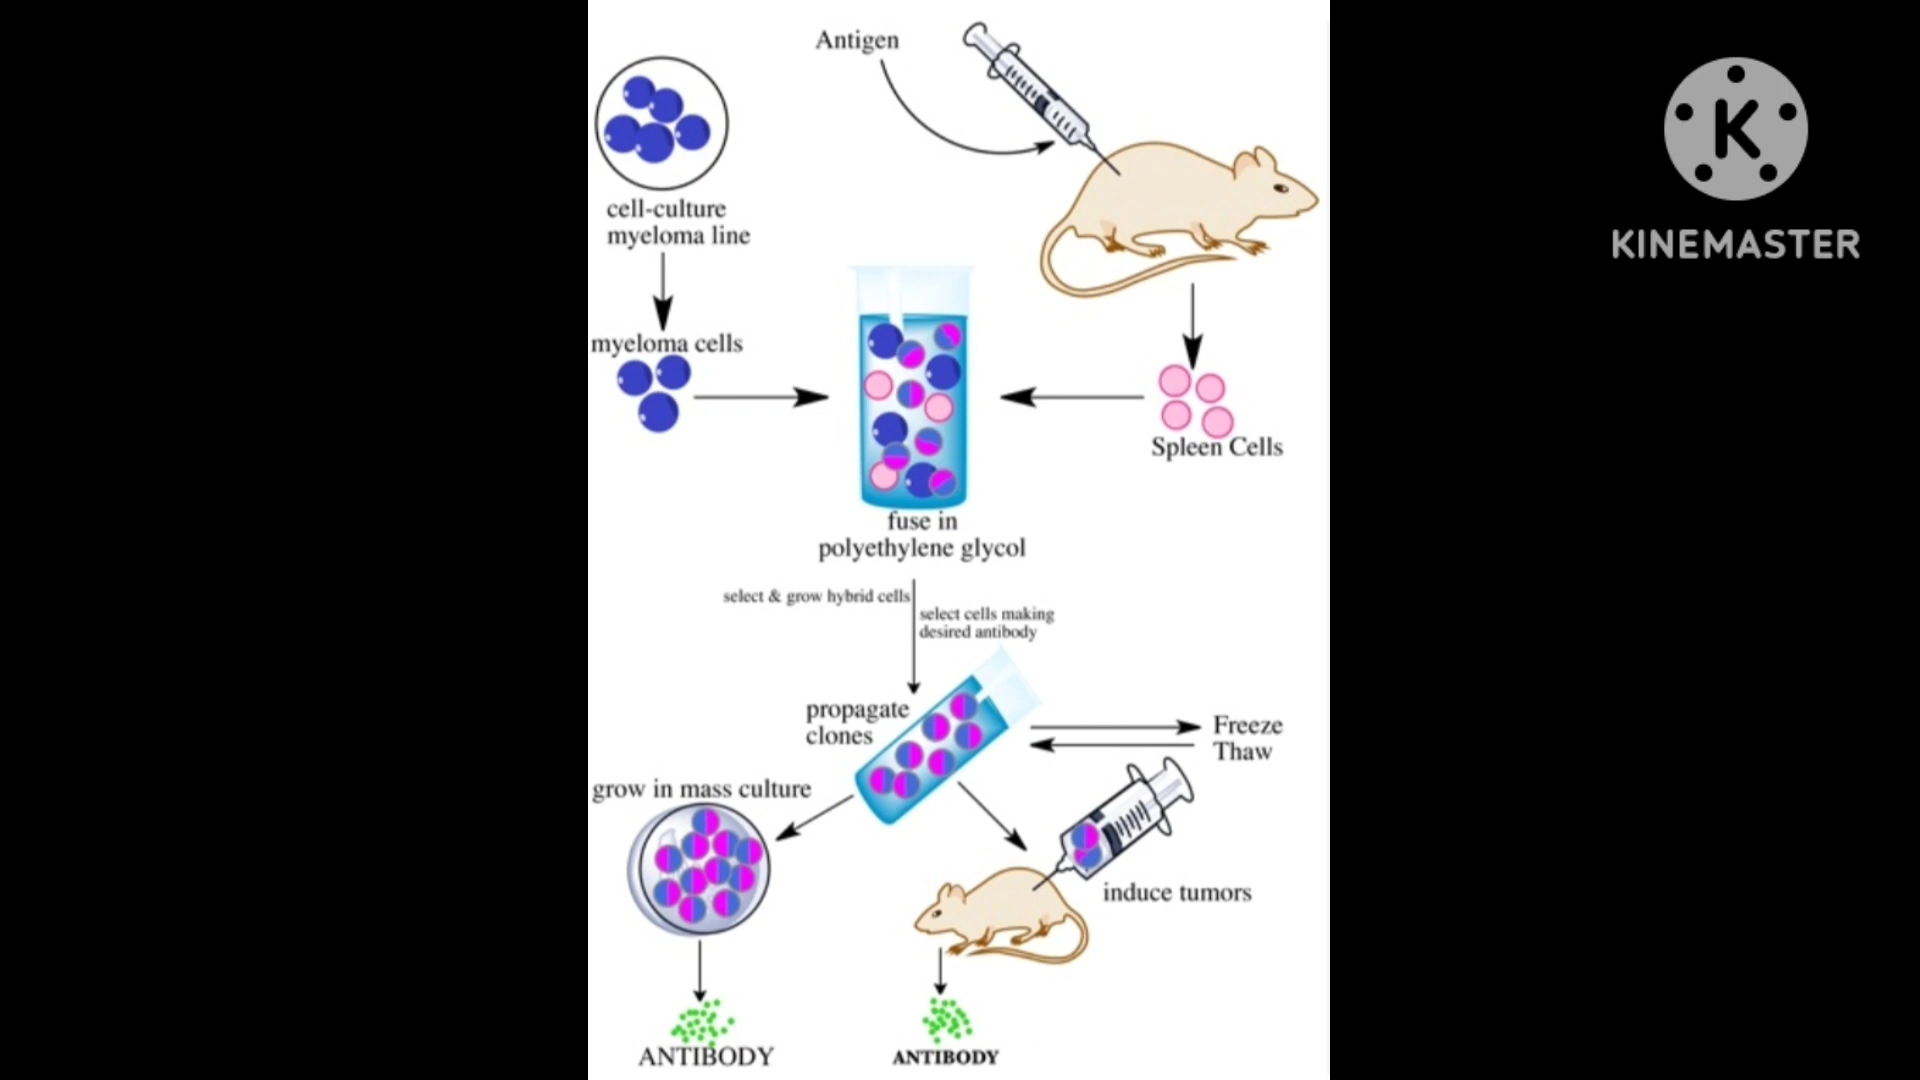 Antigen
K
KINEMASTER
cell-culture
myeloma line
myeloma cells
Spleen Cells
fuse in
polyethylene glycol
select & grow hybrid cells
select cells making
desired antibody
propagate
clones
Freeze
Thaw
grow in mass culture
induce tumors
ANTIBODY
ANTIBODY